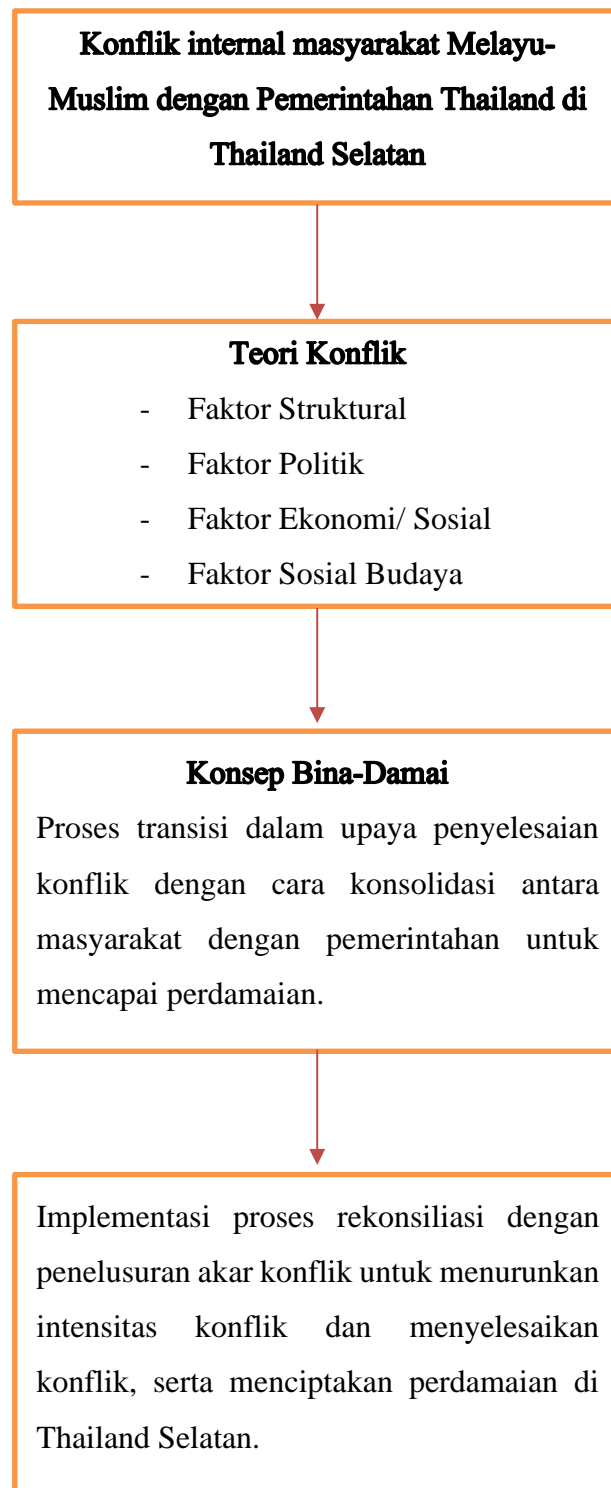 Konflik internal masyarakat Melayu-
Muslim dengan Pemerintahan Thailand di
Thailand Selatan
Teori Konflik
- Faktor Struktural
- Faktor Politik
- Faktor Ekonomi/ Sosial
- Faktor Sosial Budaya
Konsep Bina-Damai
Proses transisi dalam upaya penyelesaian
konflik dengan cara konsolidasi antara
masyarakat dengan pemerintahan untuk
mencapai perdamaian.
Implementasi proses rekonsiliasi dengan
penelusuran akar konflik untuk menurunkan
intensitas konflik dan menyelesaikan
konflik, serta menciptakan perdamaian di
Thailand Selatan.